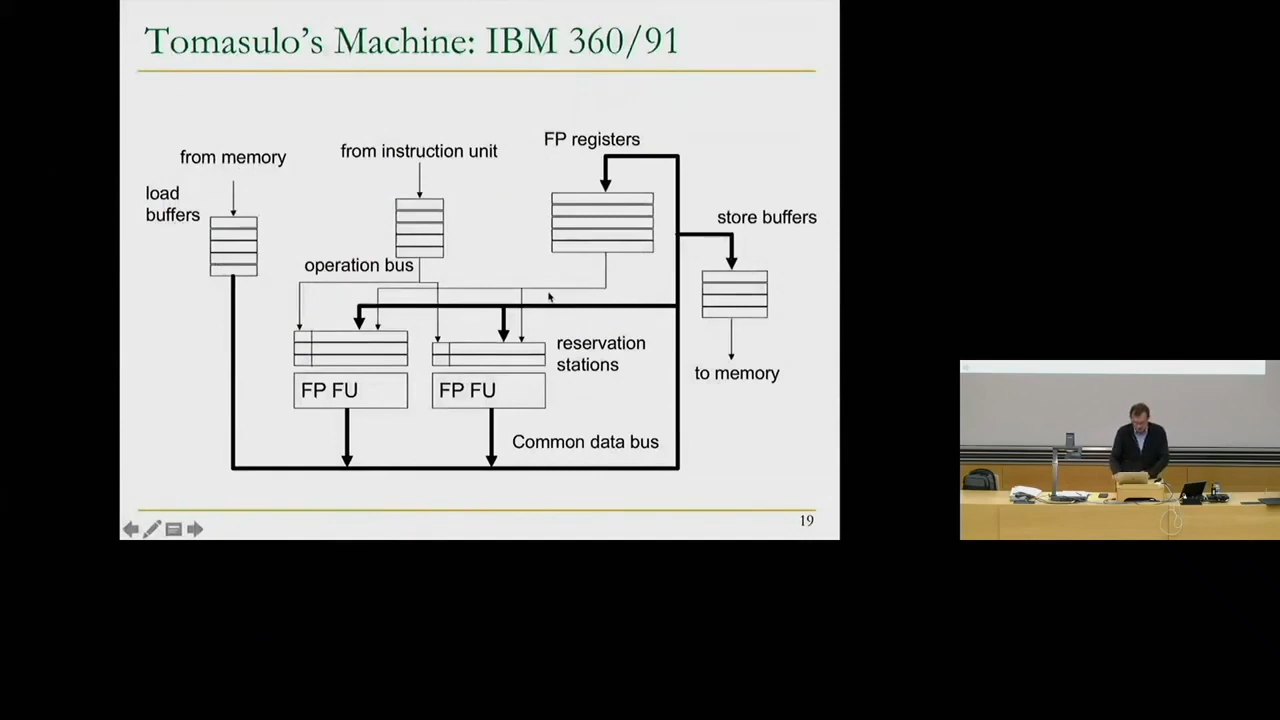 Tomasulo's Machine: IBM 360/91
from memory
from instruction unit
FP registers
load
buffers
store buffers
operation bus
reservation
stations
FP FU
FP FU
to memory
Common data bus
19